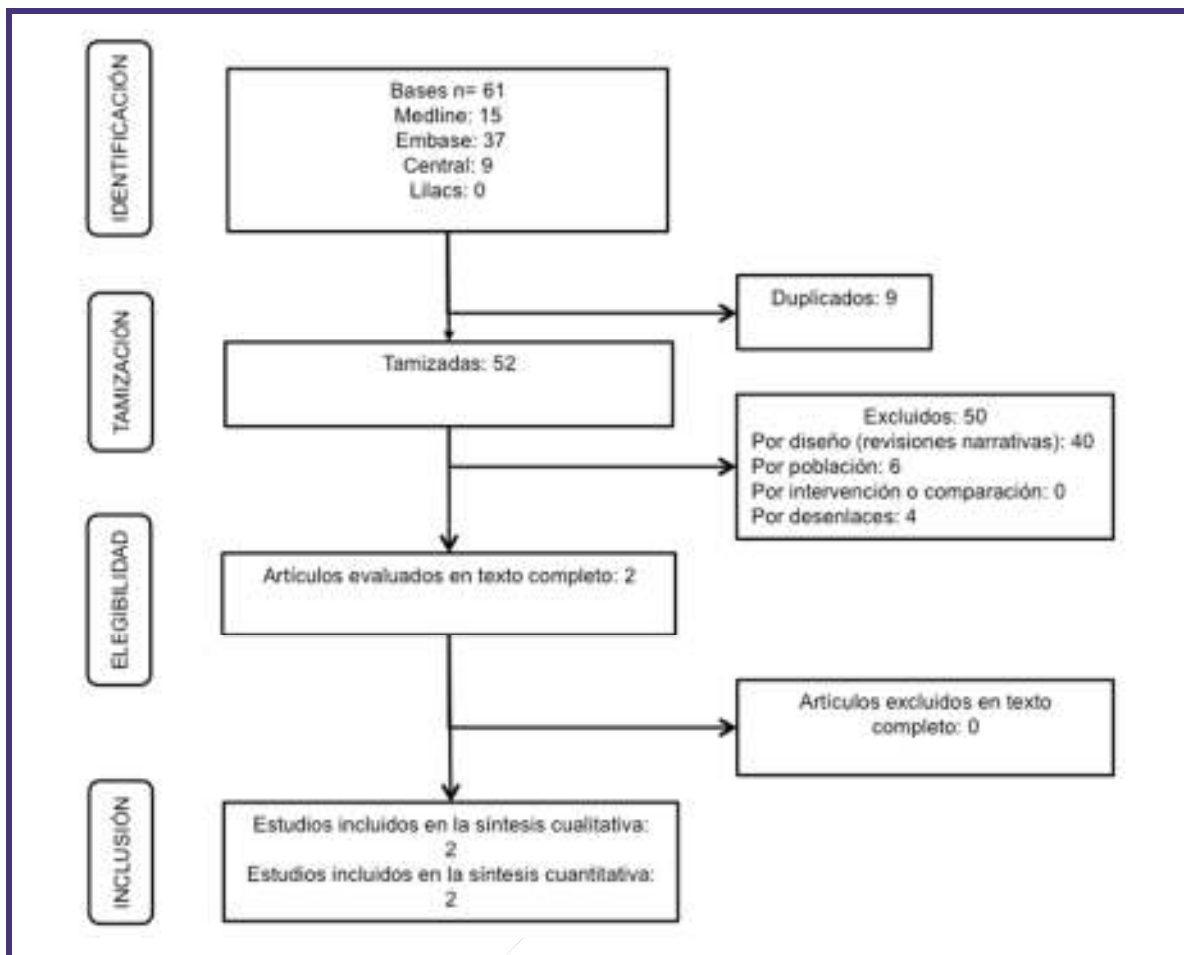 IDENTIFICACIÓN
Bases n= 61
Medline: 15
Embase: 37
Central: 9
Lilacs: 0
Duplicados: 9
TAMIZACIÓN
Tamizadas: 52
Excluidos: 50
Por diseño (revisiones narrativas): 40
Por población: 6
Por intervención o comparación: 0
Por desenlaces: 4
ELEGIBILIDAD
Artículos evaluados en texto completo: 2
Artículos excluidos en texto
completo: 0
INCLUSIÓN
Estudios incluidos en la síntesis cualitativa:
2
Estudios incluidos en la síntesis cuantitativa:
2